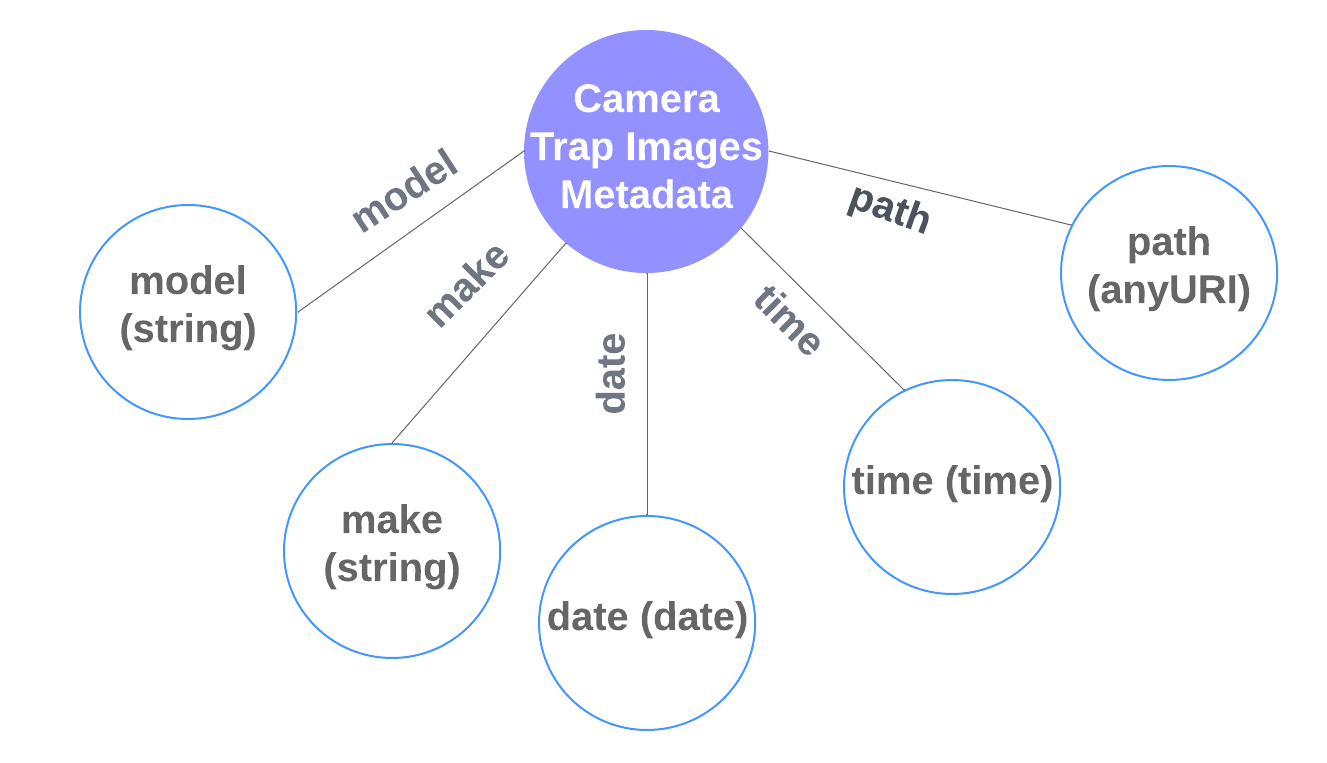 Camera
Trap Images
Metadata
model
make
date
time
path
model
(string)
make
(string)
date (date)
time (time)
path
(anyURI)